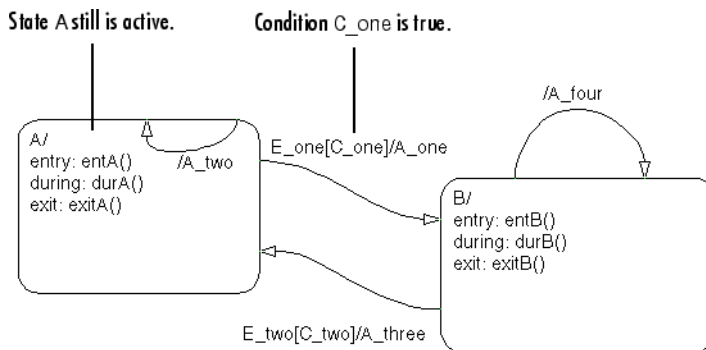 State A still is active.
Condition C_one is true.
/A_four
A/
entry: entA()
during: durA()
exit: exitA()
/A_two
E_one[C_one]/A_one
B/
entry: entB()
during: durB()
exit: exitB()
E_two[C_two]/A_three